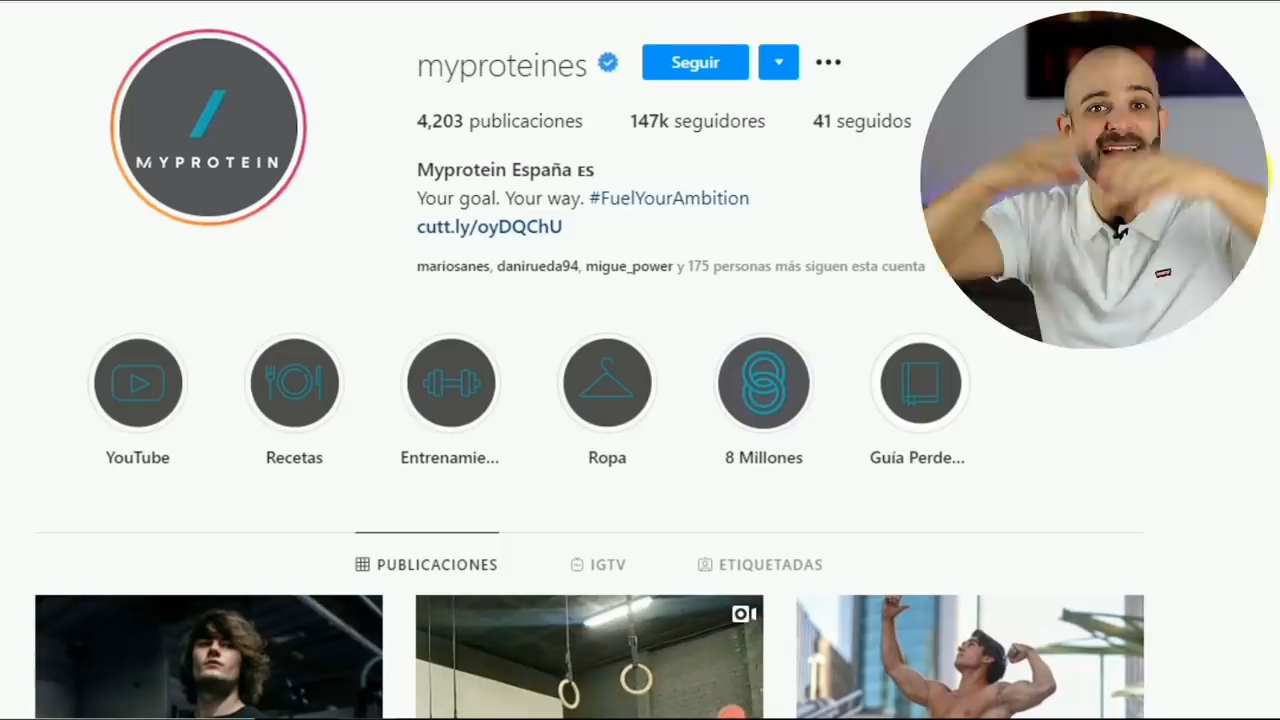 MYPROTEIN
myproteines
Seguir
4,203 publicaciones 147k seguidores 41 seguidos
Myprotein España ES
Your goal. Your way. #FuelYourAmbition
cutt.ly/oyDQChU
mariosanes, danirueda94, migue_power y 175 personas más siguen esta cuenta
YouTube Recetas Entrenamie... Ropa 8 Millones Guía Perde...
PUBLICACIONES IGTV ETIQUETADAS